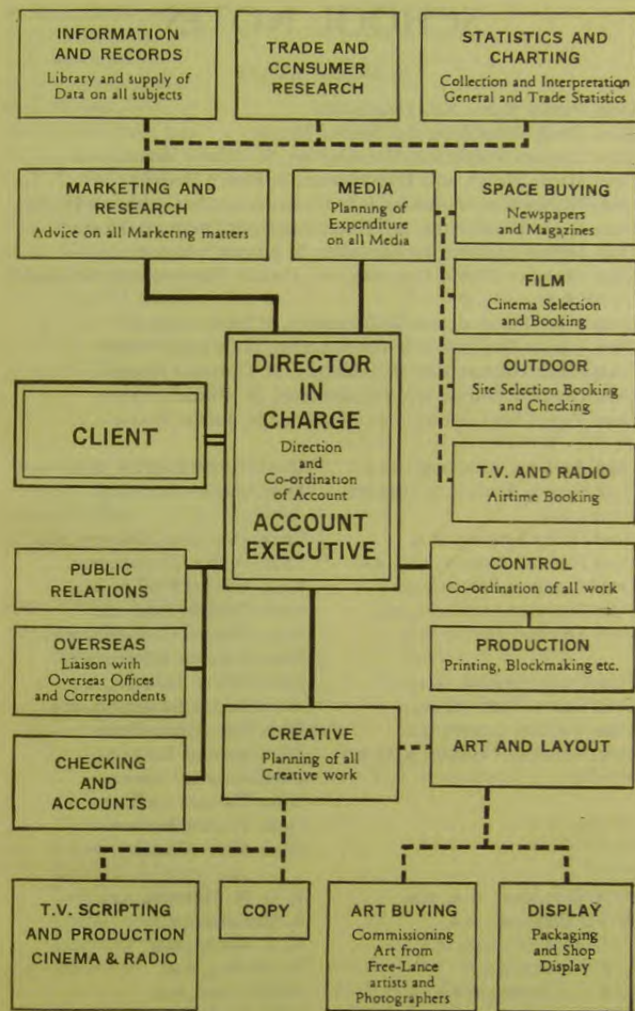 INFORMATION
AND RECORDS
Library and supply of
Data on all subjects
TRADE AND
CCNSUMER
RESEARCH
STATISTICS AND
CHARTING
Collection and Interpretation
General and Trade Statistics
MARKETING AND
RESEARCH
Advice on all Marketing matters
MEDIA
Planning of
Expenditure
on all Media
SPACE BUYING
Newspapers
and Magazines
FILM
Cinema Selection
and Booking
OUTDOOR
Site Selection Booking
and Checking
T.V. AND RADIO
Airtime Booking
CLIENT
DIRECTOR
IN
CHARGE
Direction
and
Co-ordination
of Account
ACCOUNT
EXECUTIVE
PUBLIC
RELATIONS
OVERSEAS
Liaison with
Overseas Offices
and Correspondents
CHECKING
AND
ACCOUNTS
CONTROL
Co-ordination of all work
PRODUCTION
Printing, Blockmaking etc.
CREATIVE
Planning of all
Creative work
ART AND LAYOUT
T.V. SCRIPTING
AND PRODUCTION
CINEMA & RADIO
COPY
ART BUYING
Commissioning
Art from
Free-Lance
artists and
Photographers
DISPLAY
Packaging
and Shop
Display